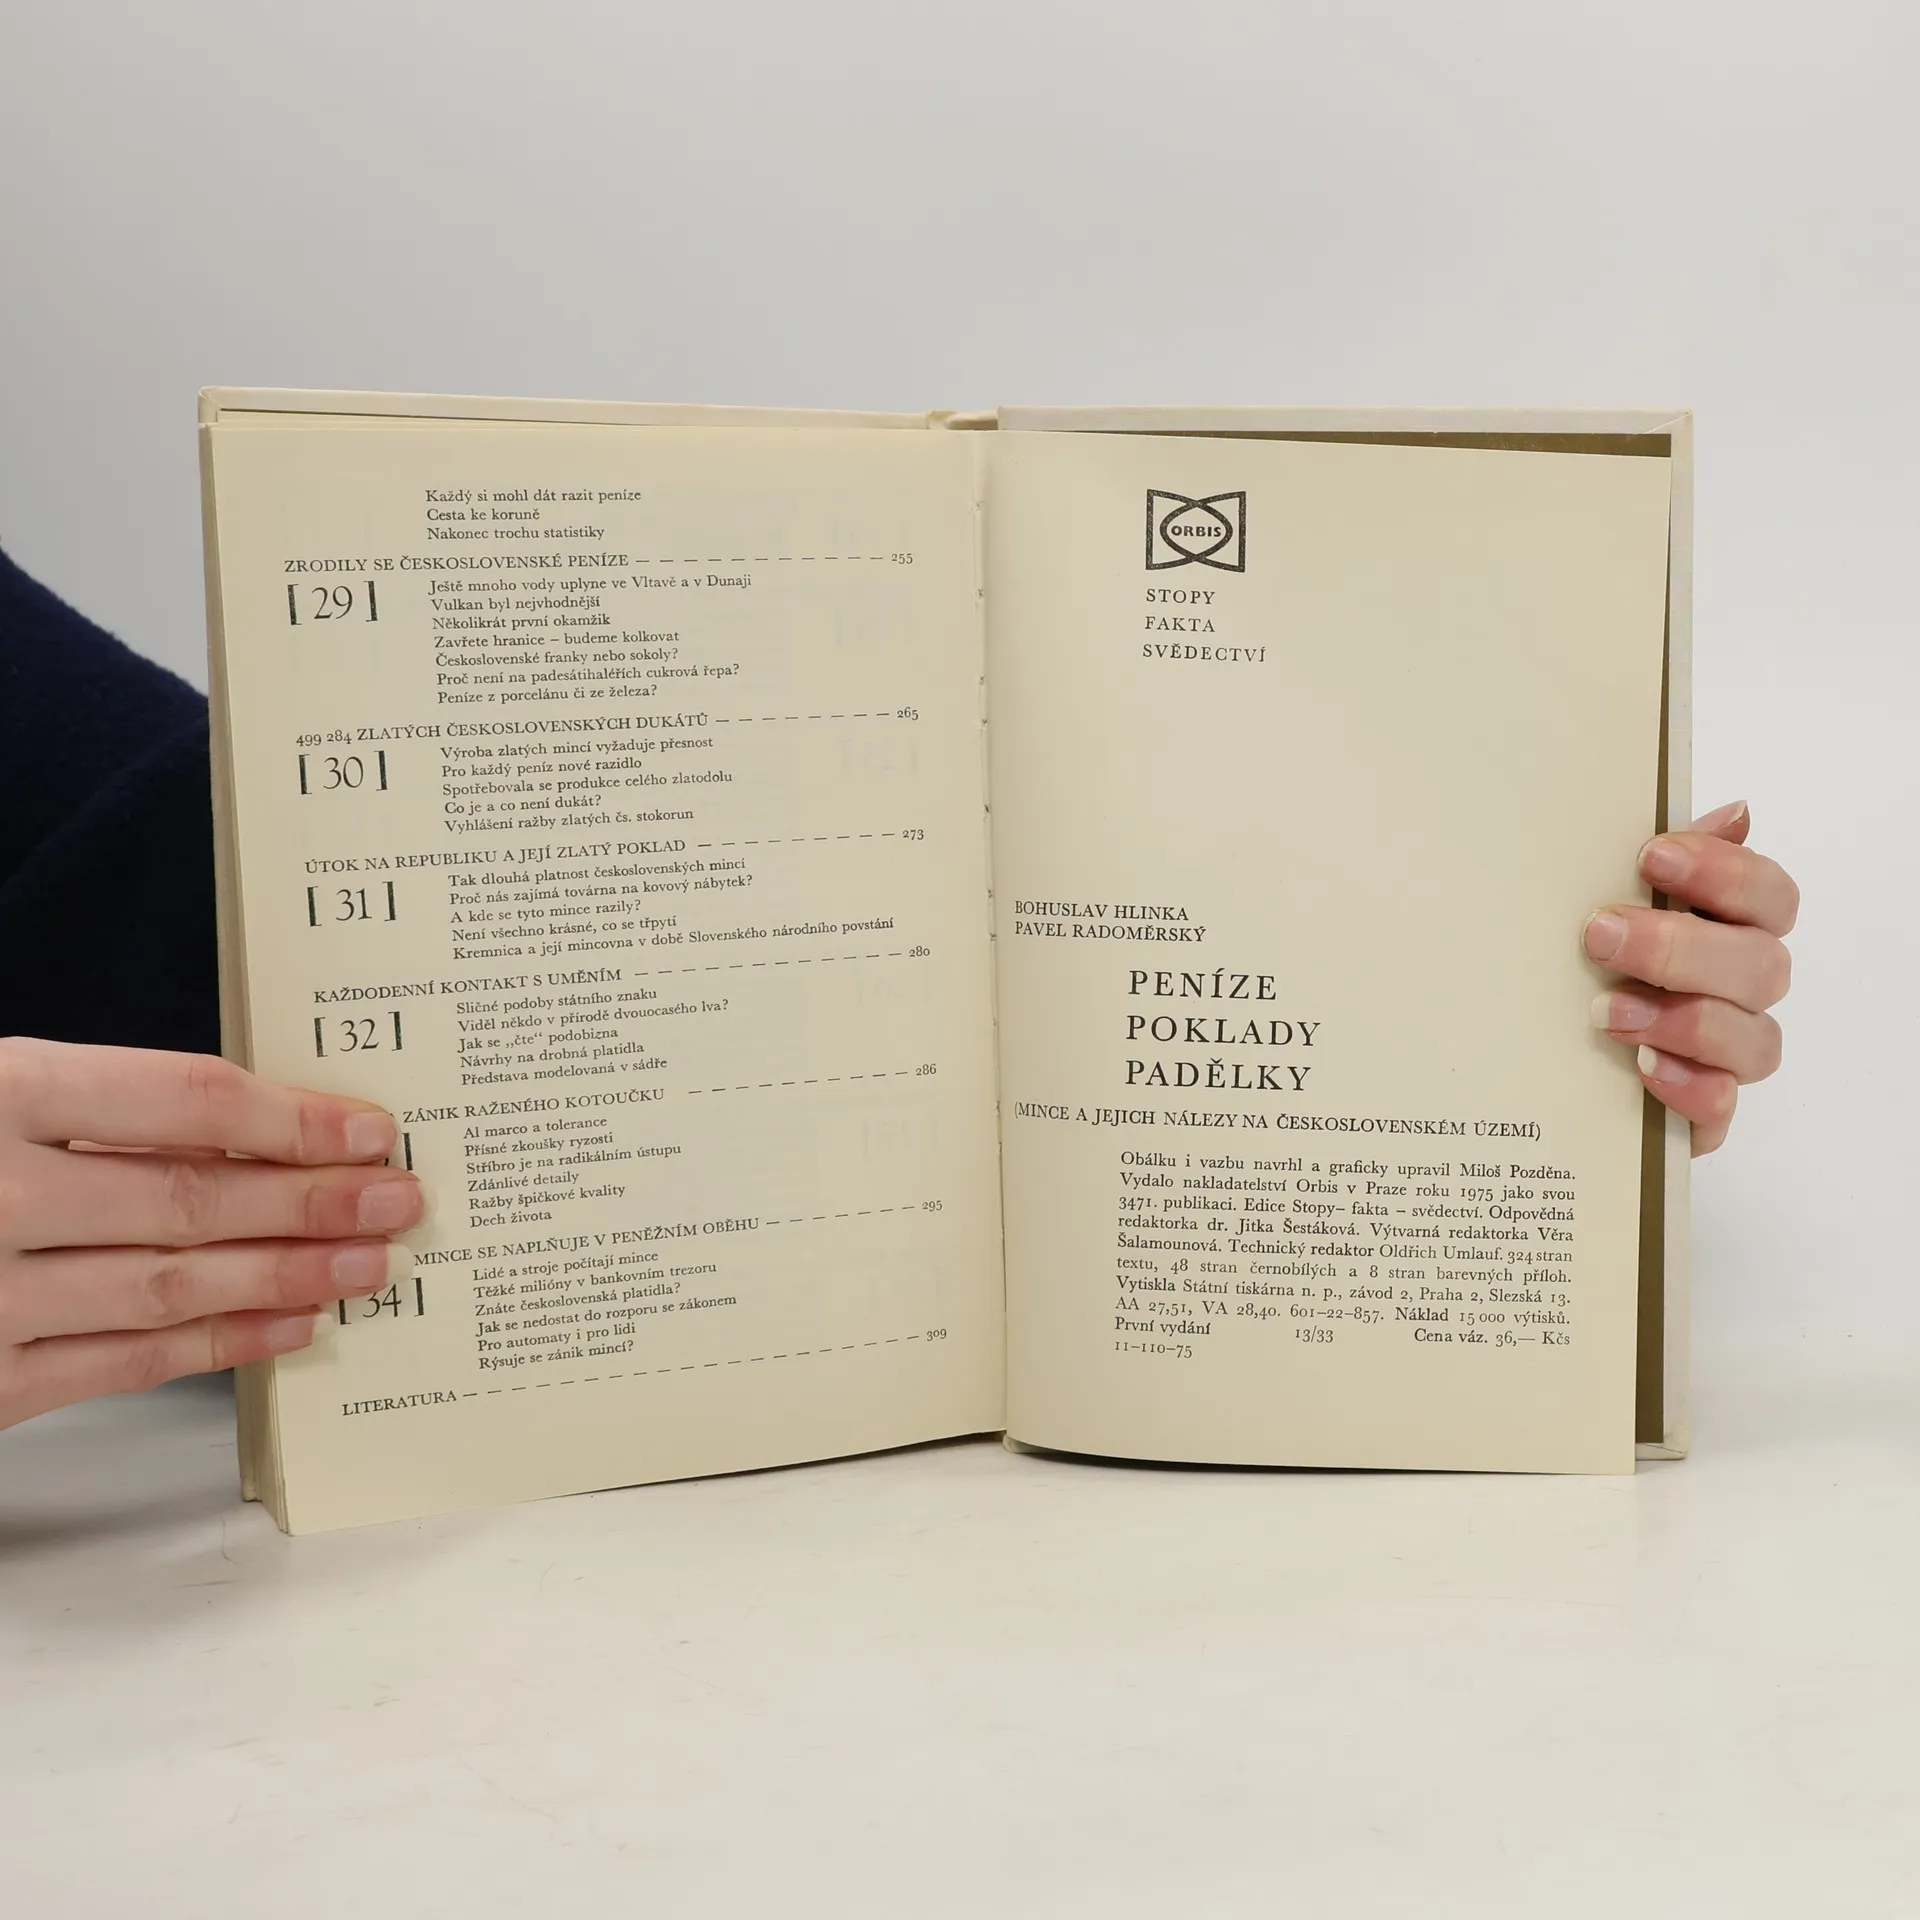 Každý si mohl dát razit peníze
Cesta ke koruně
Nakonec trochu statistiky
ZRODILY SE ČESKOSLOVENSKÉ PENÍZE — — — — — — — — — — — — 255
[ 29 ]
Ještě mnoho vody uplyne ve Vltavě a v Dunaji
Vulkan byl nejvhodnější
Několikrát první okamžik
Zavřete hranice – budeme kolkovat
Československé franky nebo sokoly?
Proč není na padesátihaléřích cukrová řepa?
Peníze z porcelánu či ze železa?
499 284 ZLATÝCH ČESKOSLOVENSKÝCH DUKÁTŮ — — — — — — — — 265
[ 30 ]
Výroba zlatých mincí vyžaduje přesnost
Pro každý peníz nové razidlo
Spotřebovala se produkce celého zlatodolu
Co je a co není dukát?
Vyhlášení ražby zlatých čs. stokorun
ÚTOK NA REPUBLIKU A JEJÍ ZLATÝ POKLAD — — — — — — — — — 273
[ 31 ]
Tak dlouhá platnost československých mincí
Proč nás zajímá továrna na kovový nábytek?
A kde se tyto mince razily?
Není všechno krásné, co se třpytí
Kremnica a její mincovna v době Slovenského národního povstání
KAŽDODENNÍ KONTAKT S UMĚNÍM — — — — — — — — — — — — 280
[ 32 ]
Sličné podoby státního znaku
Viděl někdo v přírodě dvouocasého lva?
Jak se „čte“ podobizna
Návrhy na drobná platidla
Představa modelovaná v sádře
ZÁNIK RAŽENÉHO KOTOUČKU — — — — — — — — — — 286
Al marco a tolerance
Přísné zkoušky ryzosti
Stříbro je na radikálním ústupu
Zdánlivé detaily
Ražby špičkové kvality
Dech života
MINCE SE NAPLŇUJE V PENĚŽNÍM OBĚHU — — — — — — — 295
[ 34 ]
Lidé a stroje počítají mince
Těžké milióny v bankovním trezoru
Znáte československá platidla?
Jak se nedostat do rozporu se zákonem
Pro automaty i pro lidi
Rýsuje se zánik mincí?
LITERATURA — — — — — — — — — — — — — — — — — — — — — 309
ORBIS
STOPY
FAKTA
SVĚDECTVÍ
BOHUSLAV HLINKA
PAVEL RADOMĚRSKÝ
PENÍZE
POKLADY
PADĚLKY
(MINCE A JEJICH NÁLEZY NA ČESKOSLOVENSKÉM ÚZEMÍ)
Obálku i vazbu navrhl a graficky upravil Miloš Pozděna.
Vydalo nakladatelství Orbis v Praze roku 1975 jako svou
3471. publikaci. Edice Stopy– fakta – svědectví. Odpovědná
redaktorka dr. Jitka Šestáková. Výtvarná redaktorka Věra
Šalamounová. Technický redaktor Oldřich Umlauf. 324 stran
textu, 48 stran černobílých a 8 stran barevných příloh.
Vytiskla Státní tiskárna n. p., závod 2, Praha 2, Slezská 13.
AA 27,51, VA 28,40. 601–22–857. Náklad 15 000 výtisků.
První vydání 13/33 Cena váz. 36,— Kčs
11–110–75